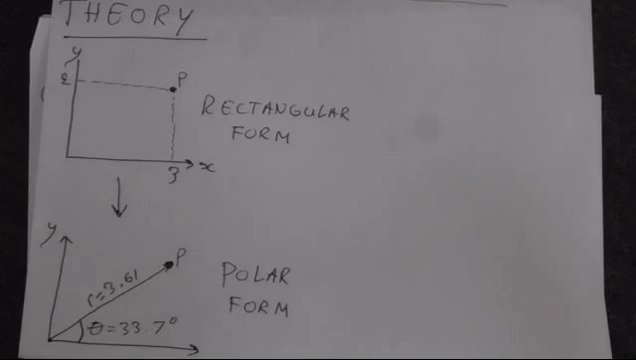 THEORY
y
2
P
RECTANGULAR
FORM
3
x
y
P
r=3.61
POLAR
FORM
θ=33.7°